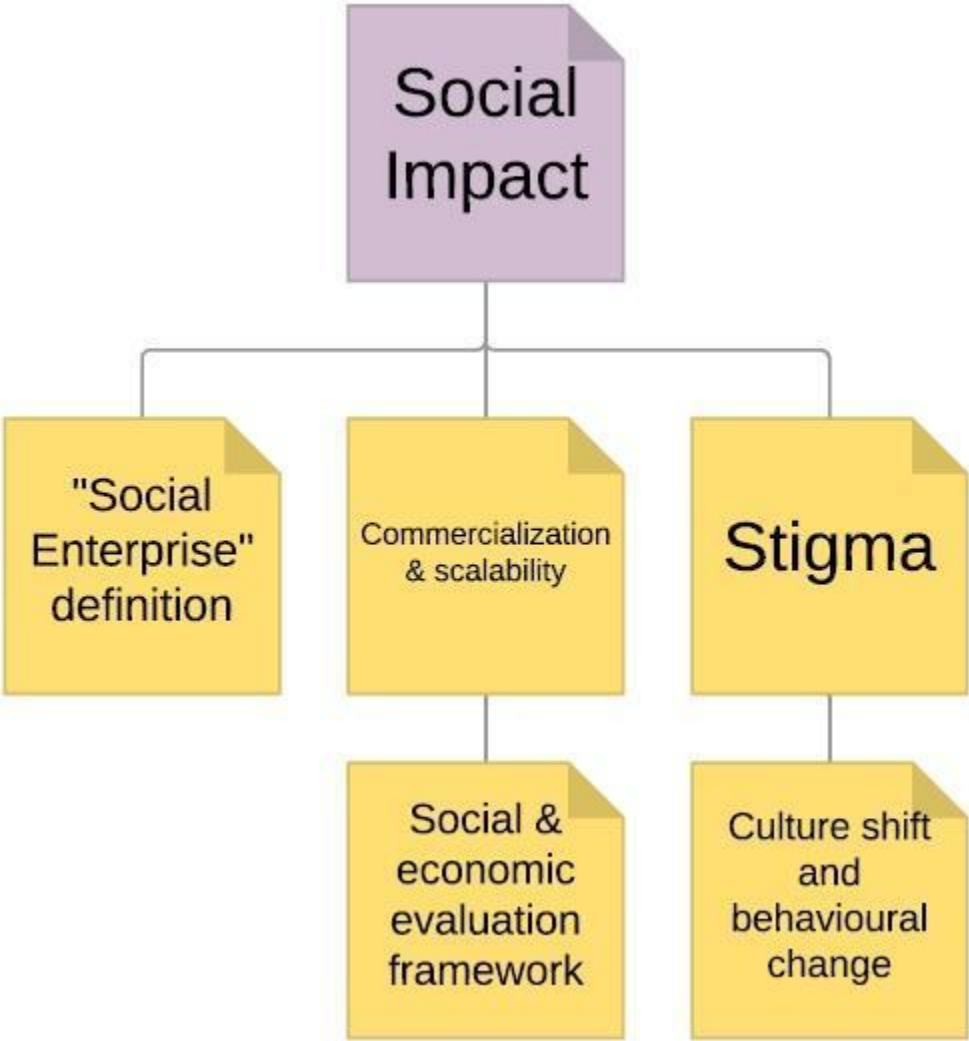 Social
Impact
"Social
Enterprise"
definition
Commercialization
& scalability
Stigma
Social &
economic
evaluation
framework
Culture shift
and
behavioural
change